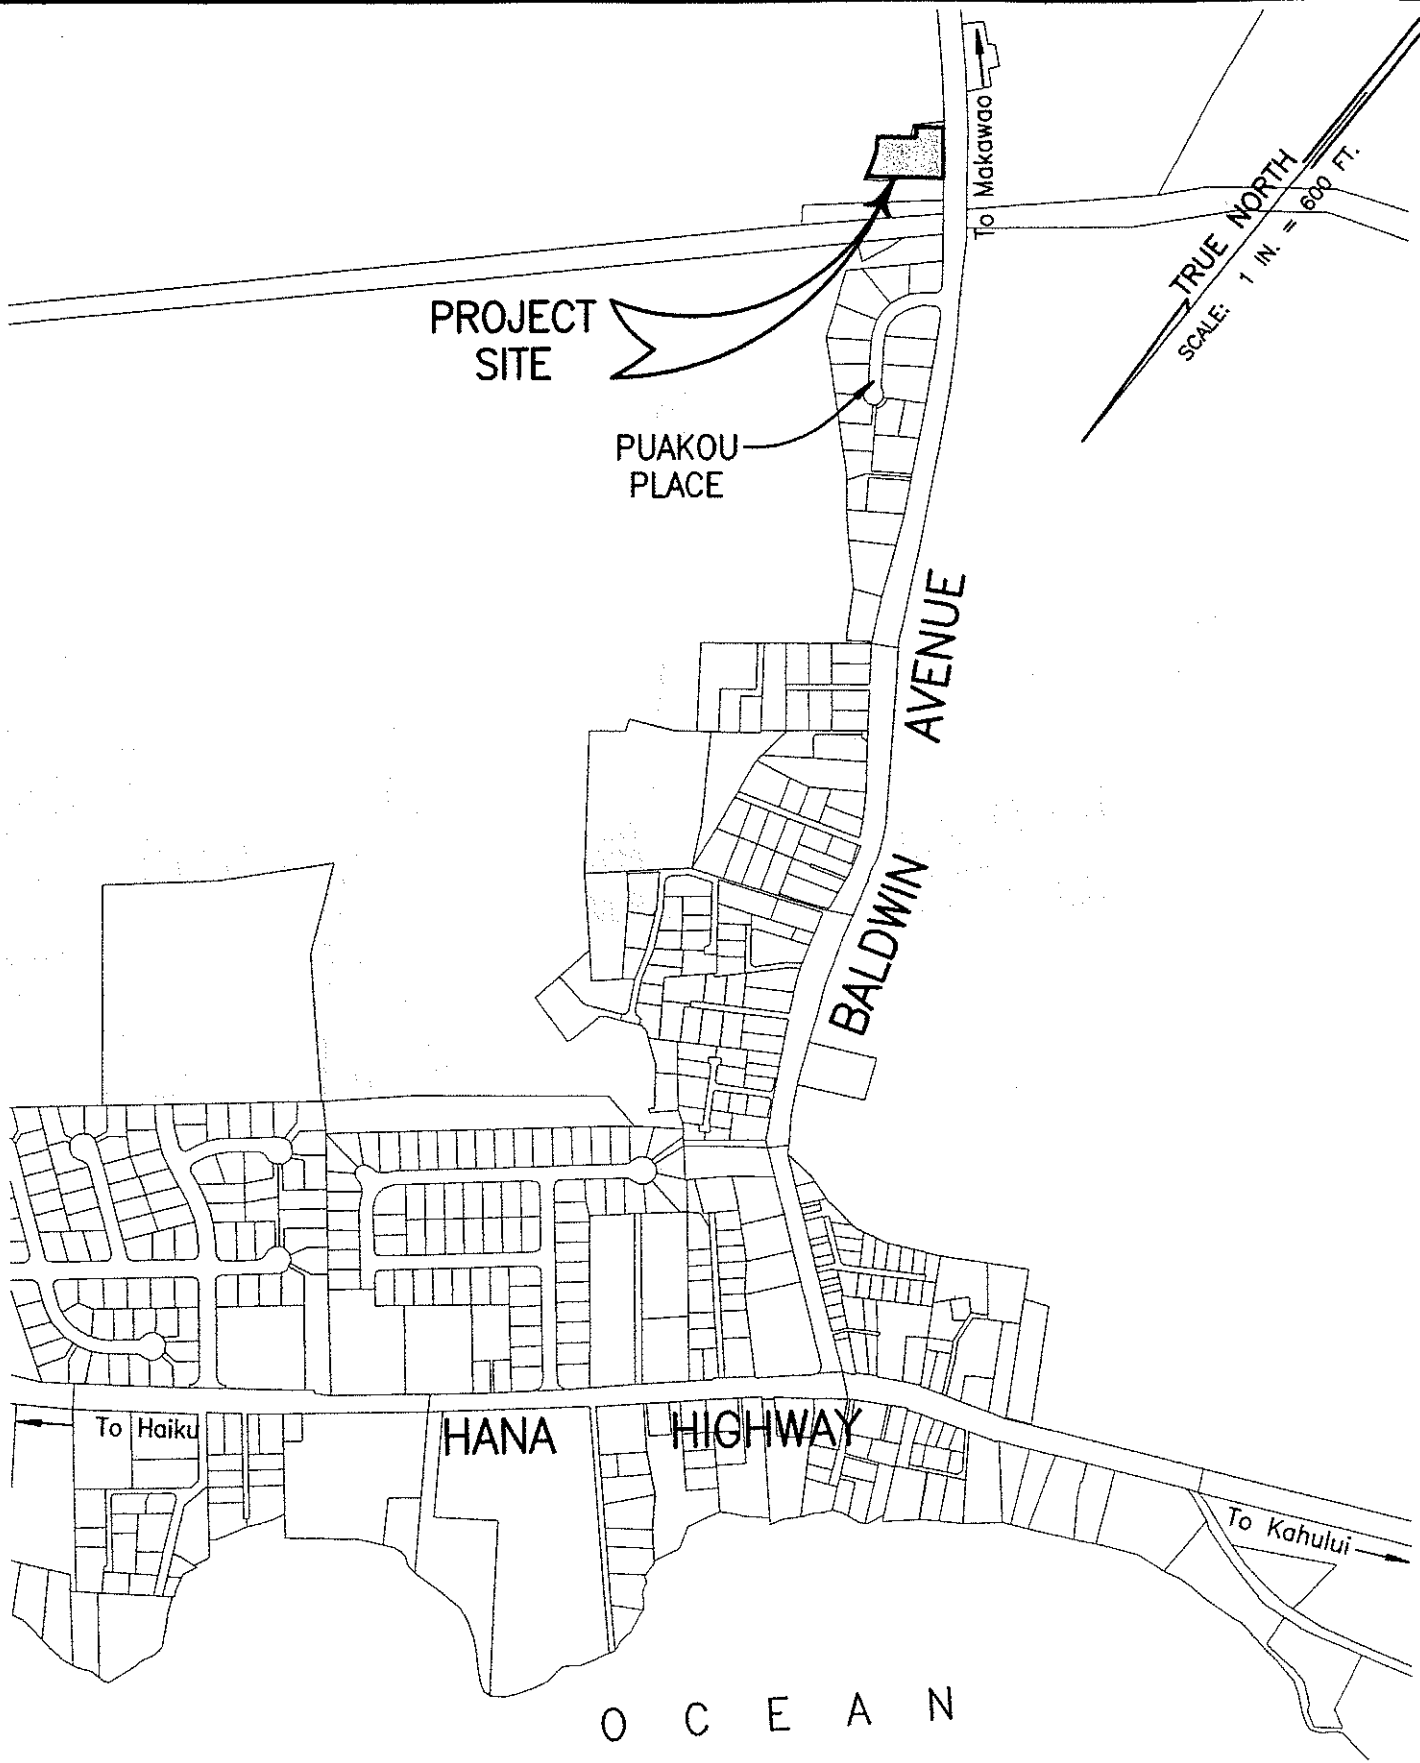 To Makawao
TRUE NORTH
SCALE: 1 IN. = 600 FT.
PROJECT
SITE
PUAKOU
PLACE
BALDWIN AVENUE
To Haiku
HANA HIGHWAY
To Kahului
OCEAN